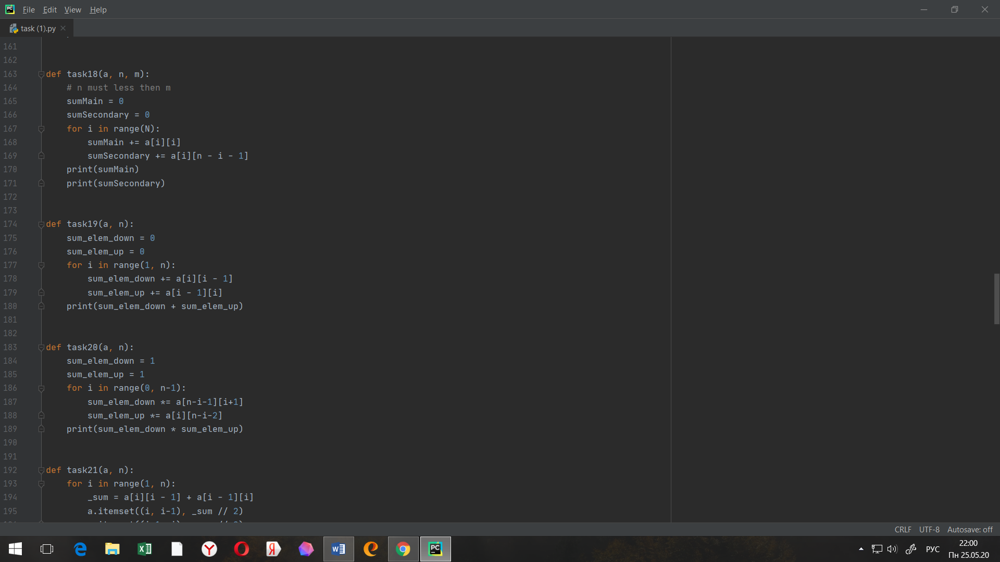 File Edit View Help
task (1).py
161
162
163 def task18(a, n, m):
164     # n must less then m
165     sumMain = 0
166     sumSecondary = 0
167     for i in range(N):
168         sumMain += a[i][i]
169         sumSecondary += a[i][n - i - 1]
170     print(sumMain)
171     print(sumSecondary)
172
173
174 def task19(a, n):
175     sum_elem_down = 0
176     sum_elem_up = 0
177     for i in range(1, n):
178         sum_elem_down += a[i][i - 1]
179         sum_elem_up += a[i - 1][i]
180     print(sum_elem_down + sum_elem_up)
181
182
183 def task20(a, n):
184     sum_elem_down = 1
185     sum_elem_up = 1
186     for i in range(0, n-1):
187         sum_elem_down *= a[n-i-1][i+1]
188         sum_elem_up *= a[i][n-i-2]
189     print(sum_elem_down * sum_elem_up)
190
191
192 def task21(a, n):
193     for i in range(1, n):
194         _sum = a[i][i - 1] + a[i - 1][i]
195         a.itemset((i, i-1), _sum // 2)
CRLF UTF-8 Autosave: off
РУС
22:00
Пн 25.05.20